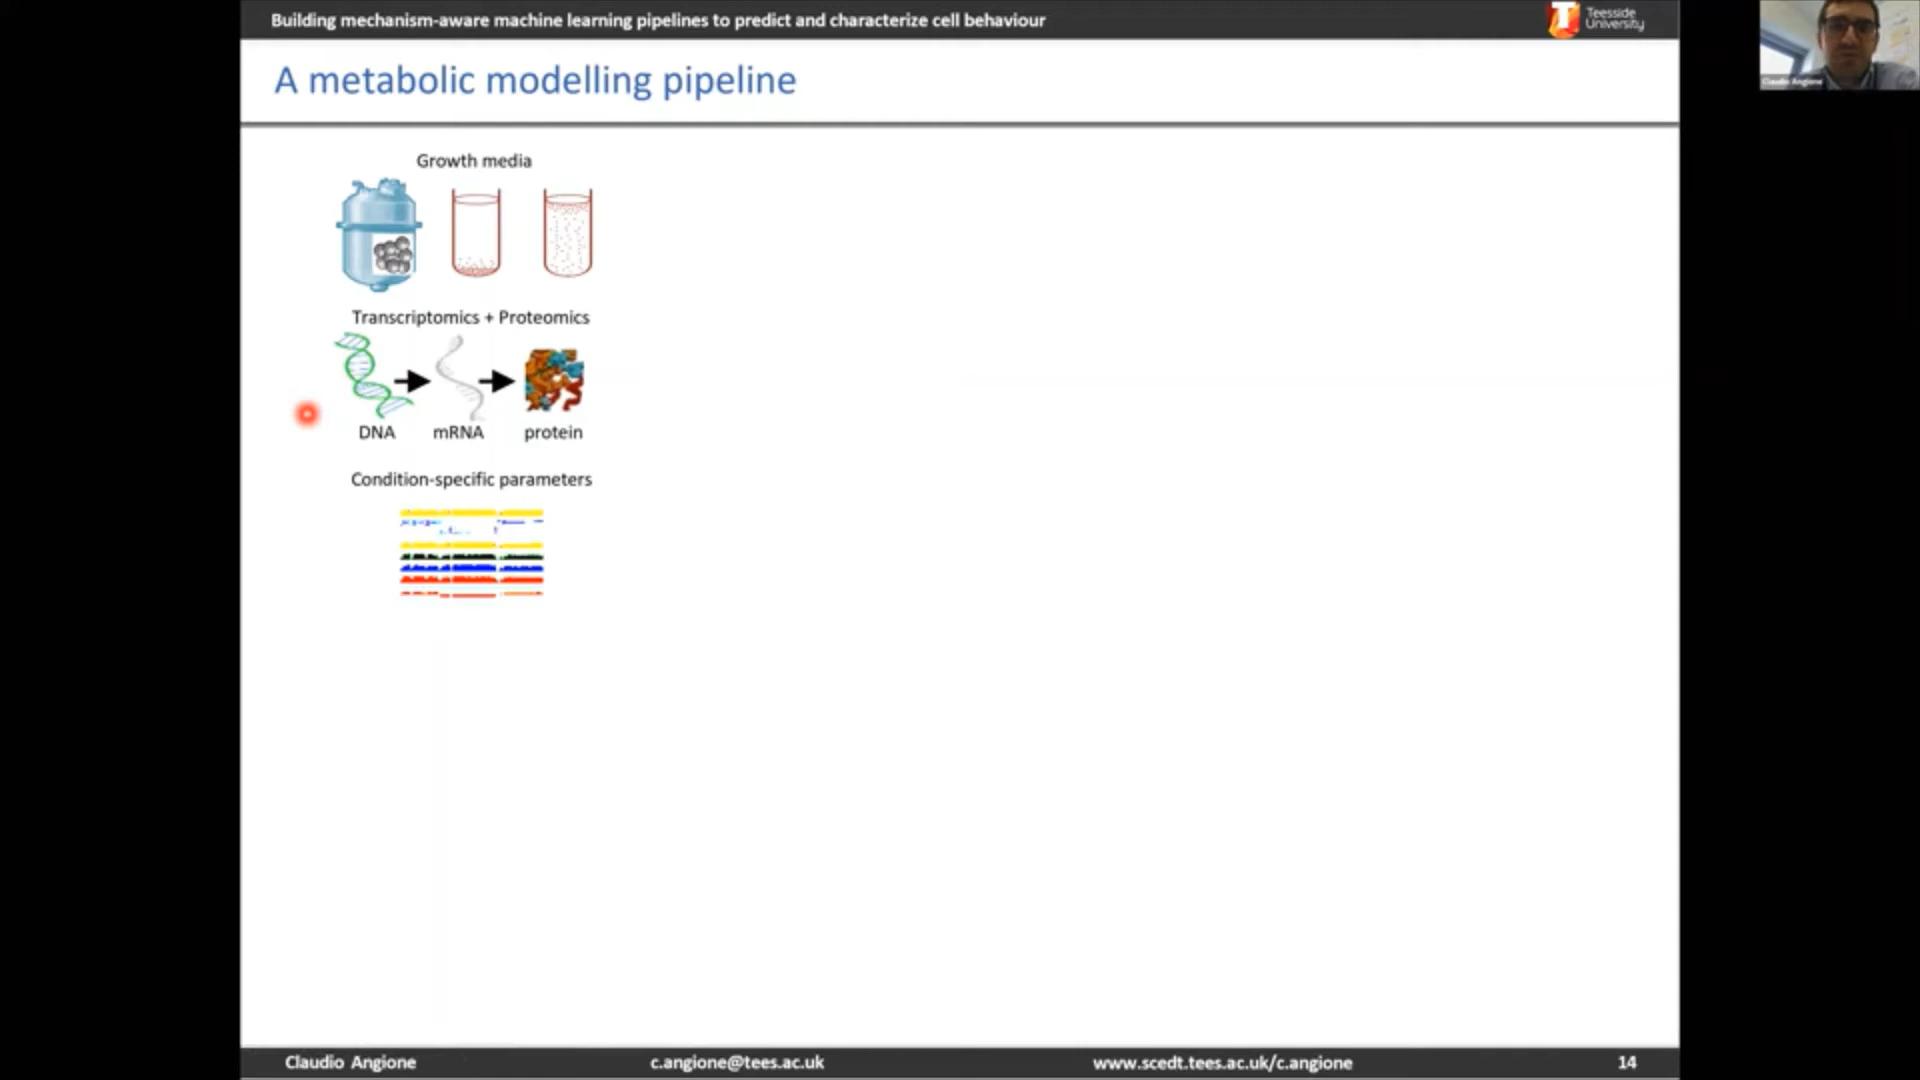 Building mechanism-aware machine learning pipelines to predict and characterize cell behaviour
Teesside
University
Claudio Angione
A metabolic modelling pipeline
Growth media
Transcriptomics + Proteomics
DNA
mRNA
protein
Condition-specific parameters
Claudio Angione
c.angione@tees.ac.uk
www.scedt.tees.ac.uk/c.angione
14